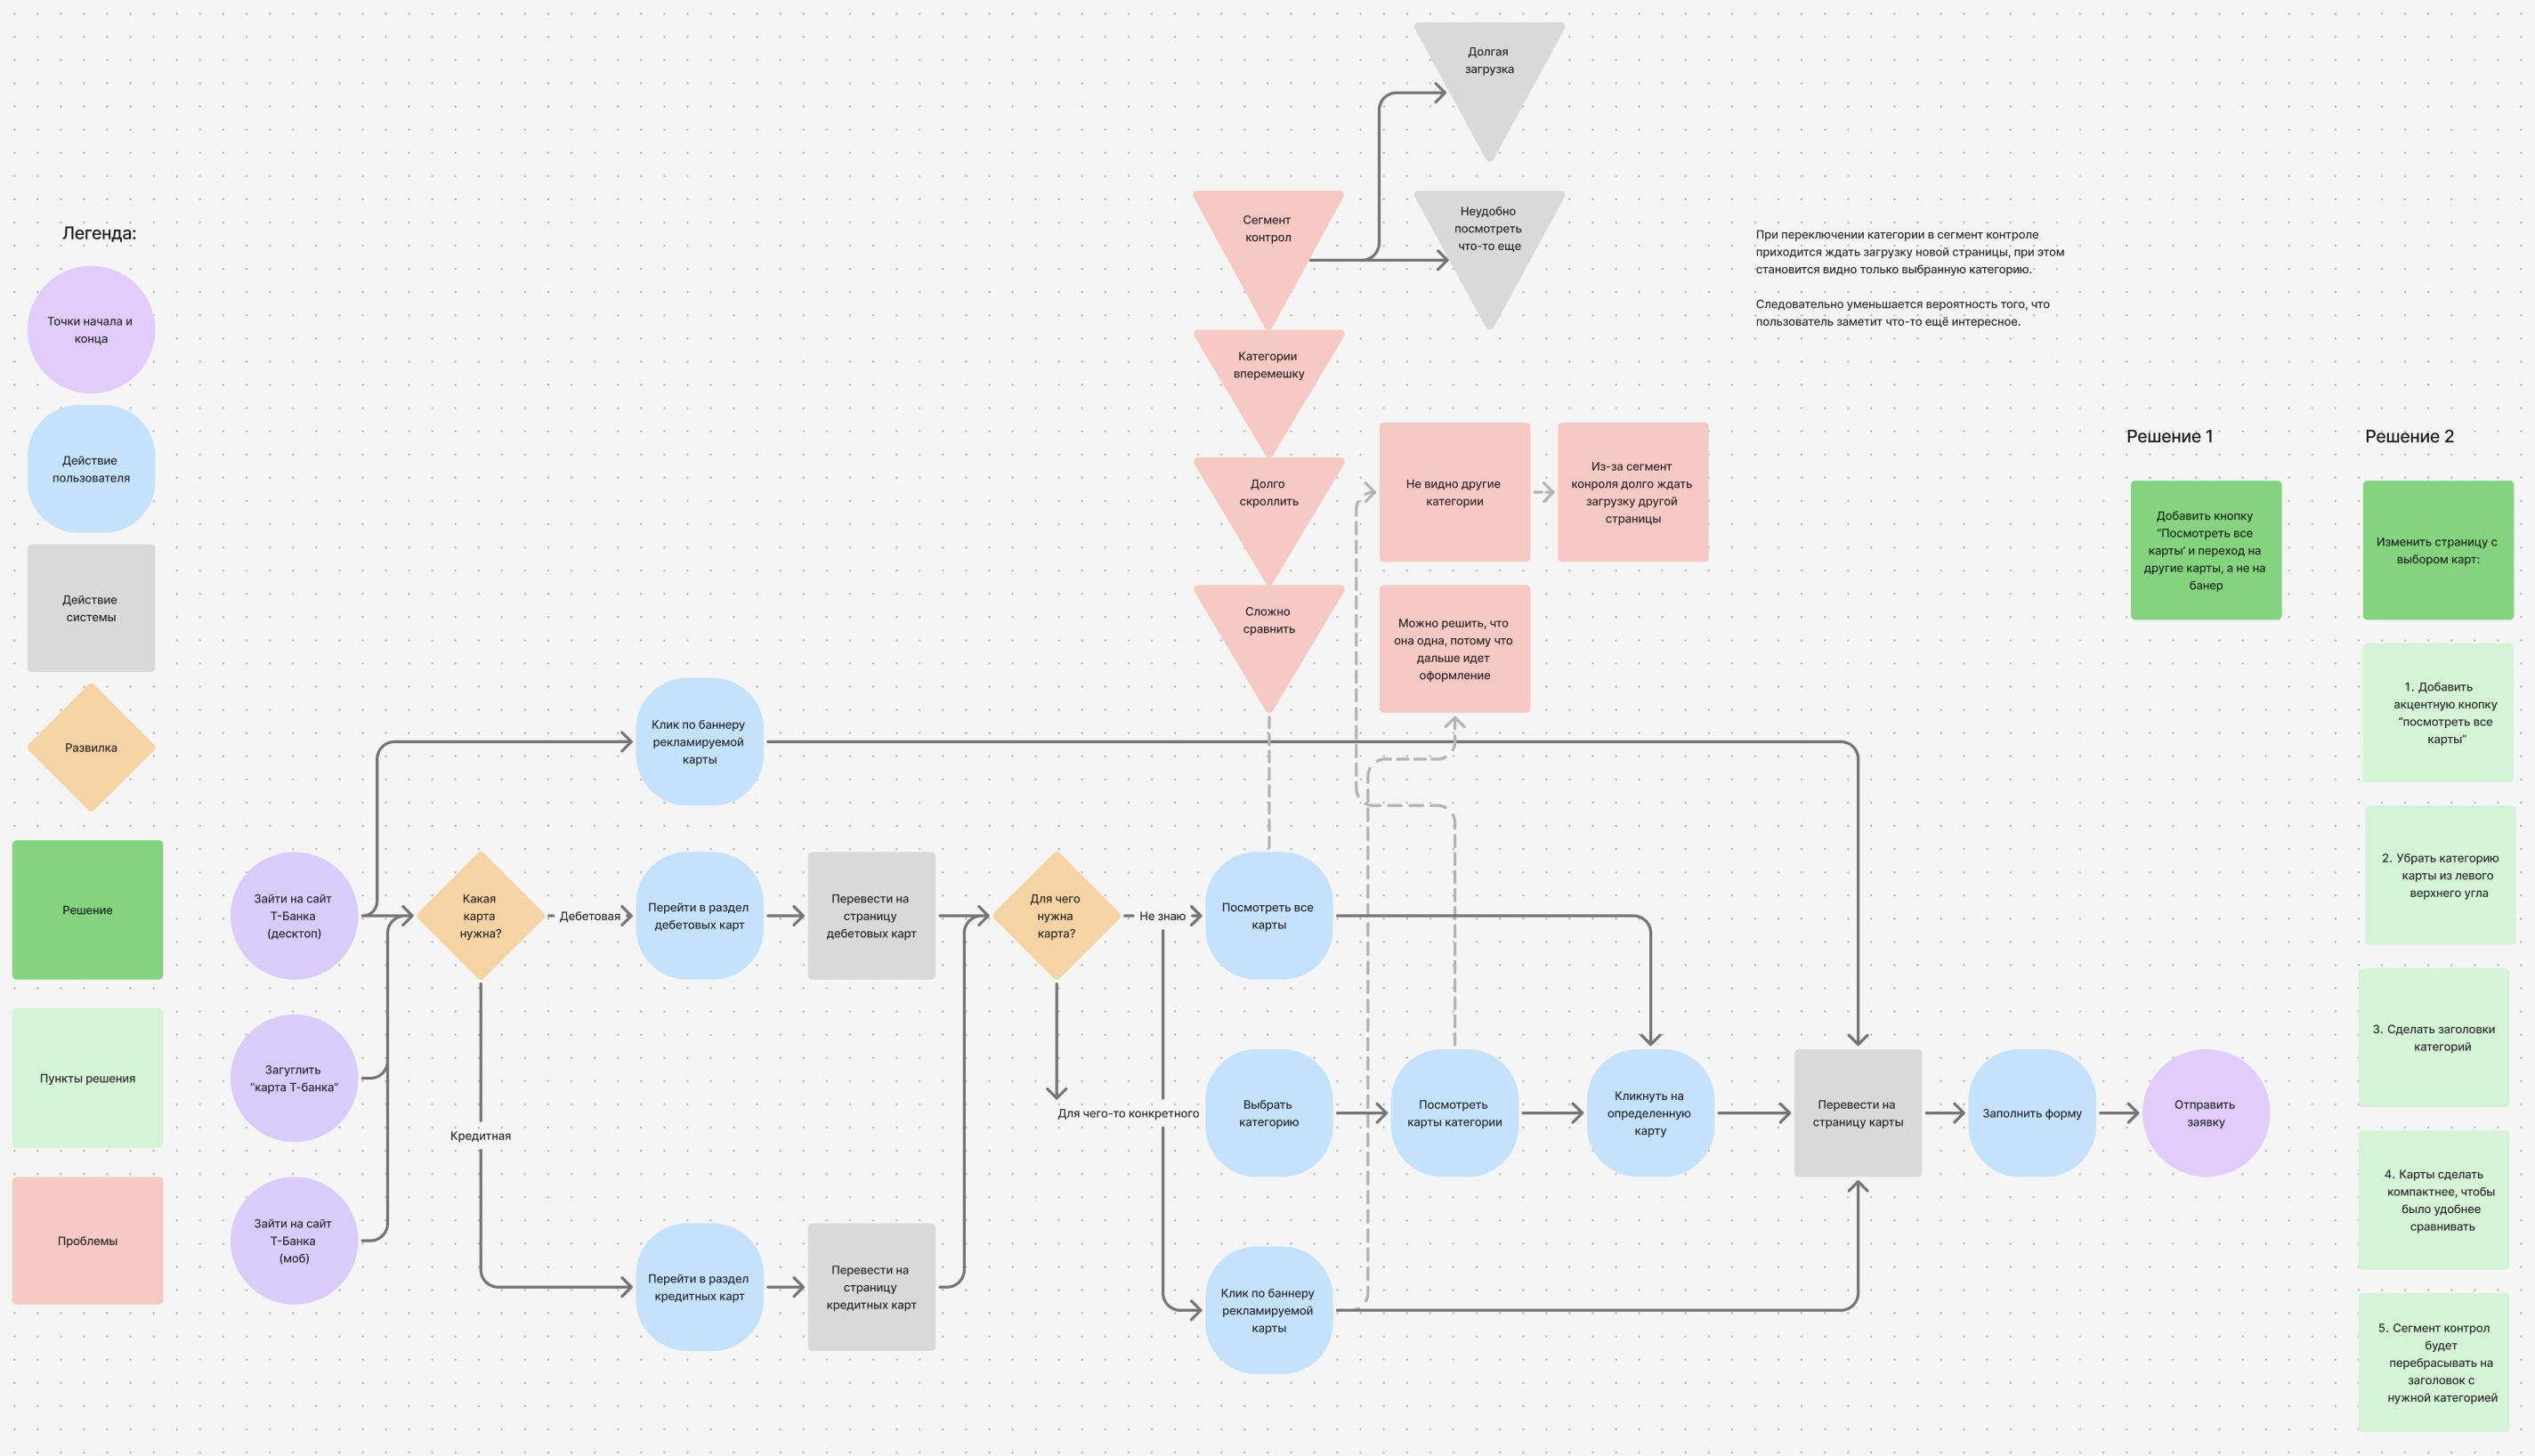 Долгая
загрузка
Сегмент
контрол
Неудобно
посмотреть
что-то еще
При переключении категории в сегмент контроле
приходится ждать загрузку новой страницы, при этом
становится видно только выбранную категорию.
Следовательно уменьшается вероятность того, что
пользователь заметит что-то ещё интересное.
Легенда:
Точки начала и
конца
Действие
пользователя
Действие
системы
Развилка
Решение
Пункты решения
Проблемы
Категории
вперемешку
Долго
скроллить
Сложно
сравнить
Не видно другие
категории
Из-за сегмент
конроля долго ждать
загрузку другой
страницы
Можно решить, что
она одна, потому что
дальше идет
оформление
Клик по баннеру
рекламируемой
карты
Зайти на сайт
Т-Банка
(десктоп)
Загуглить
“карта Т-банка”
Зайти на сайт
Т-Банка
(моб)
Какая
карта
нужна?
Дебетовая
Кредитная
Перейти в раздел
дебетовых карт
Перевести на
страницу
дебетовых карт
Перейти в раздел
кредитных карт
Перевести на
страницу
кредитных карт
Для чего
нужна
карта?
Не знаю
Для чего-то конкретного
Посмотреть все
карты
Выбрать
категорию
Посмотреть
карты категории
Кликнуть на
определенную
карту
Перевести на
страницу карты
Заполнить форму
Отправить
заявку
Клик по баннеру
рекламируемой
карты
Решение 1
Добавить кнопку
“Посмотреть все
карты‘ и переход на
другие карты, а не на
банер
Решение 2
Изменить страницу с
выбором карт:
1. Добавить
акцентную кнопку
“посмотреть все
карты”
2. Убрать категорию
карты из левого
верхнего угла
3. Сделать заголовки
категорий
4. Карты сделать
компактнее, чтобы
было удобнее
сравнивать
5. Сегмент контрол
будет
перебрасывать на
заголовок с
нужной категорией